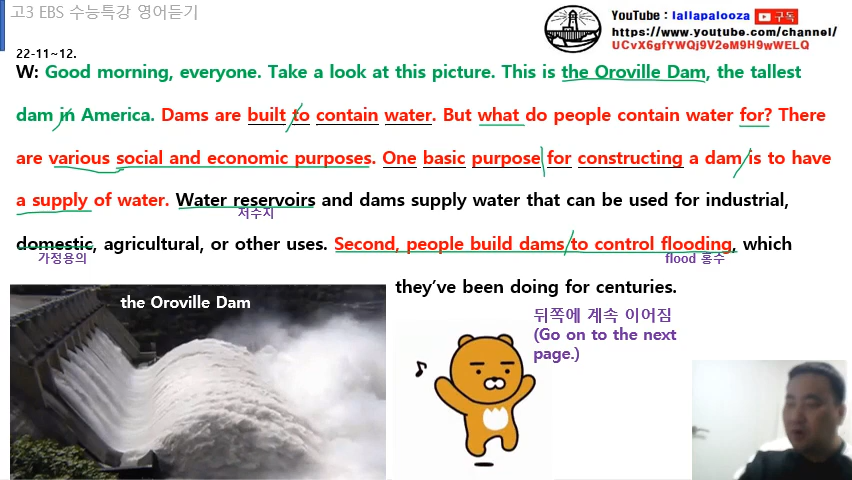 고3 EBS 수능특강 영어듣기
YouTube : lallapalooza 구독
https://www.youtube.com/channel/
UCvX6gfYWQj9V2eM9H9wWELQ
22-11~12.
W: Good morning, everyone. Take a look at this picture. This is the Oroville Dam, the tallest
dam in America. Dams are built to contain water. But what do people contain water for? There
are various social and economic purposes. One basic purpose for constructing a dam is to have
a supply of water. Water reservoirs and dams supply water that can be used for industrial,
저수지
domestic, agricultural, or other uses. Second, people build dams to control flooding, which
가정용의
flood 홍수
they’ve been doing for centuries.
the Oroville Dam
뒤쪽에 계속 이어짐
(Go on to the next
page.)